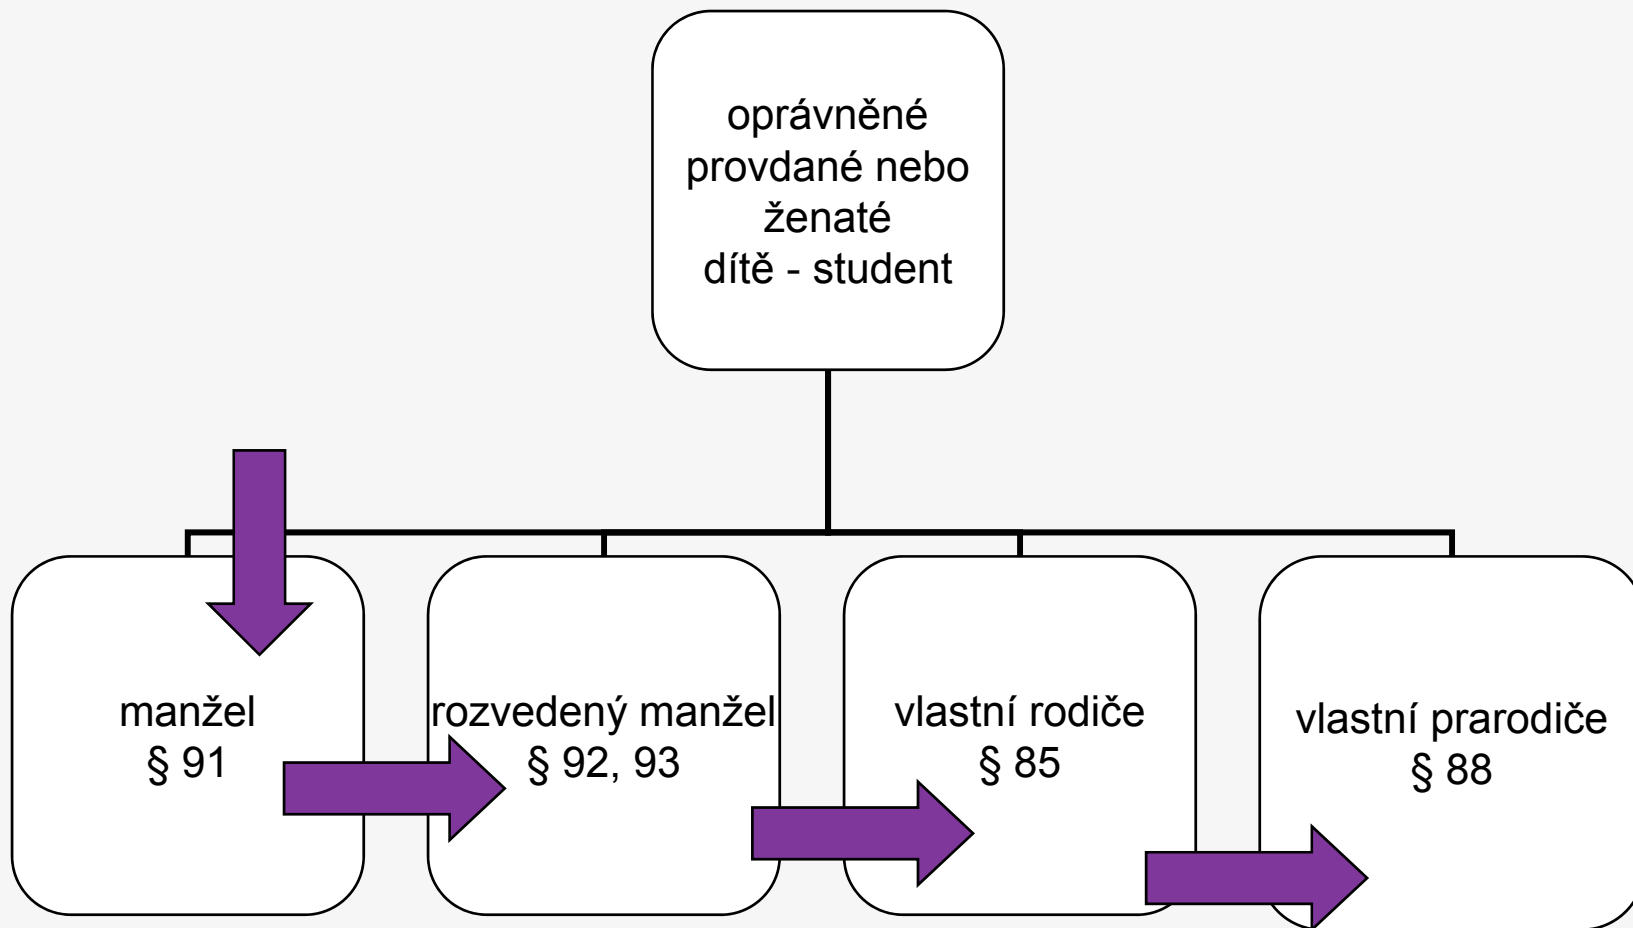 oprávněné
provdané nebo
ženaté
dítě - student
manžel
§ 91
rozvedený manžel
§ 92, 93
vlastní rodiče
§ 85
vlastní prarodiče
§ 88